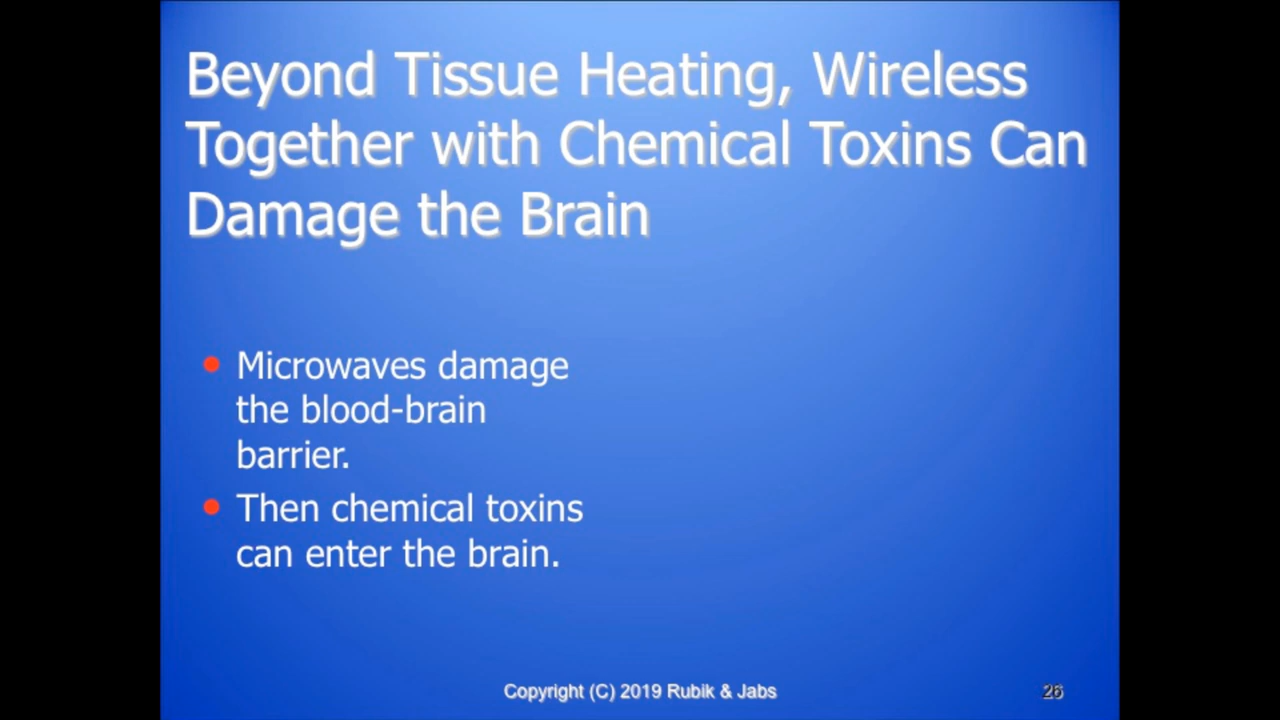 Beyond Tissue Heating, Wireless
Together with Chemical Toxins Can
Damage the Brain
Microwaves damage
the blood-brain
barrier.
Then chemical toxins
can enter the brain.
Copyright (C) 2019 Rubik & Jabs
26